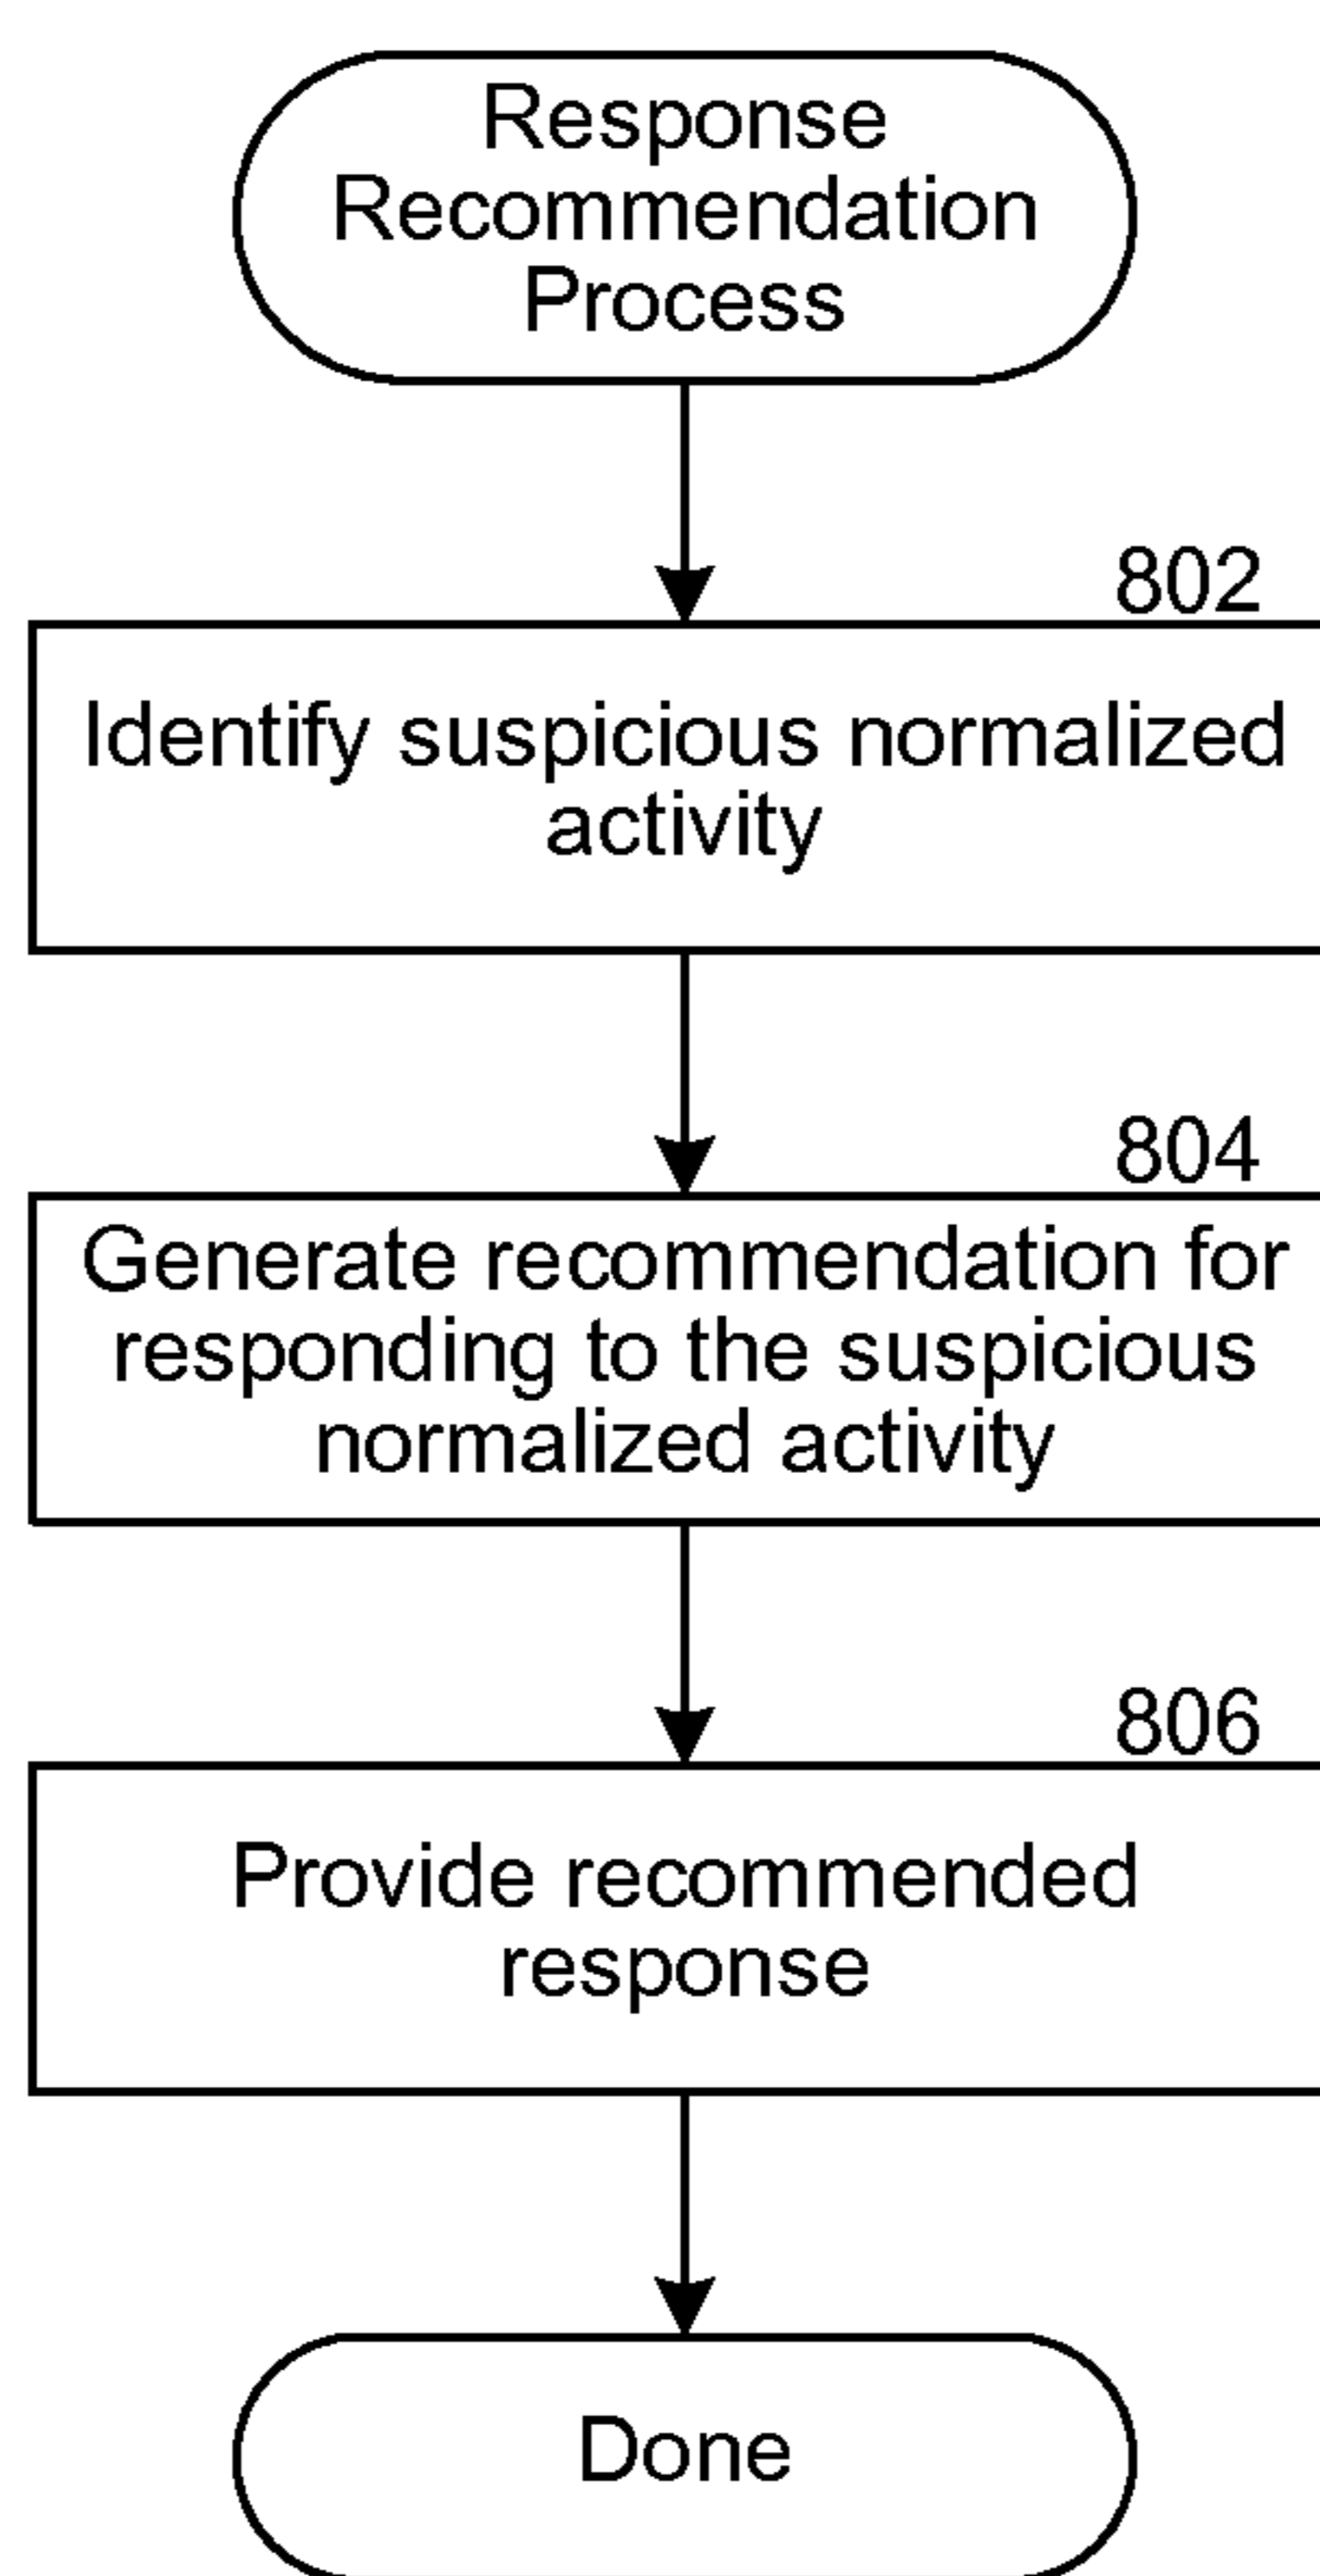 Response
Recommendation
Process
802
Identify suspicious normalized
activity
804
Generate recommendation for
responding to the suspicious
normalized activity
806
Provide recommended
response
Done